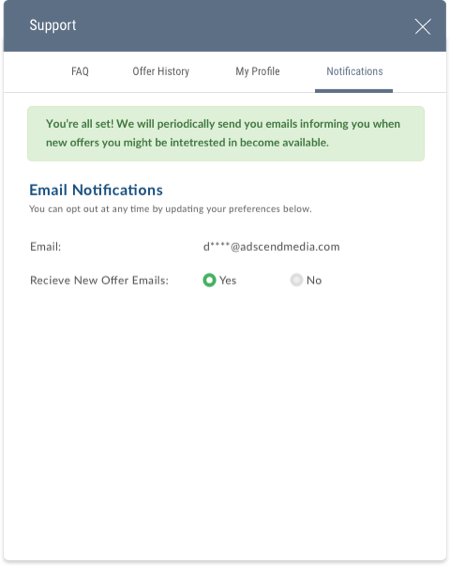 Support
FAQ Offer History My Profile Notifications
You're all set! We will periodically send you emails informing you when
new offers you might be intetrested in become available.
Email Notifications
You can opt out at any time by updating your preferences below.
Email: d****@adscendmedia.com
Recieve New Offer Emails: Yes No